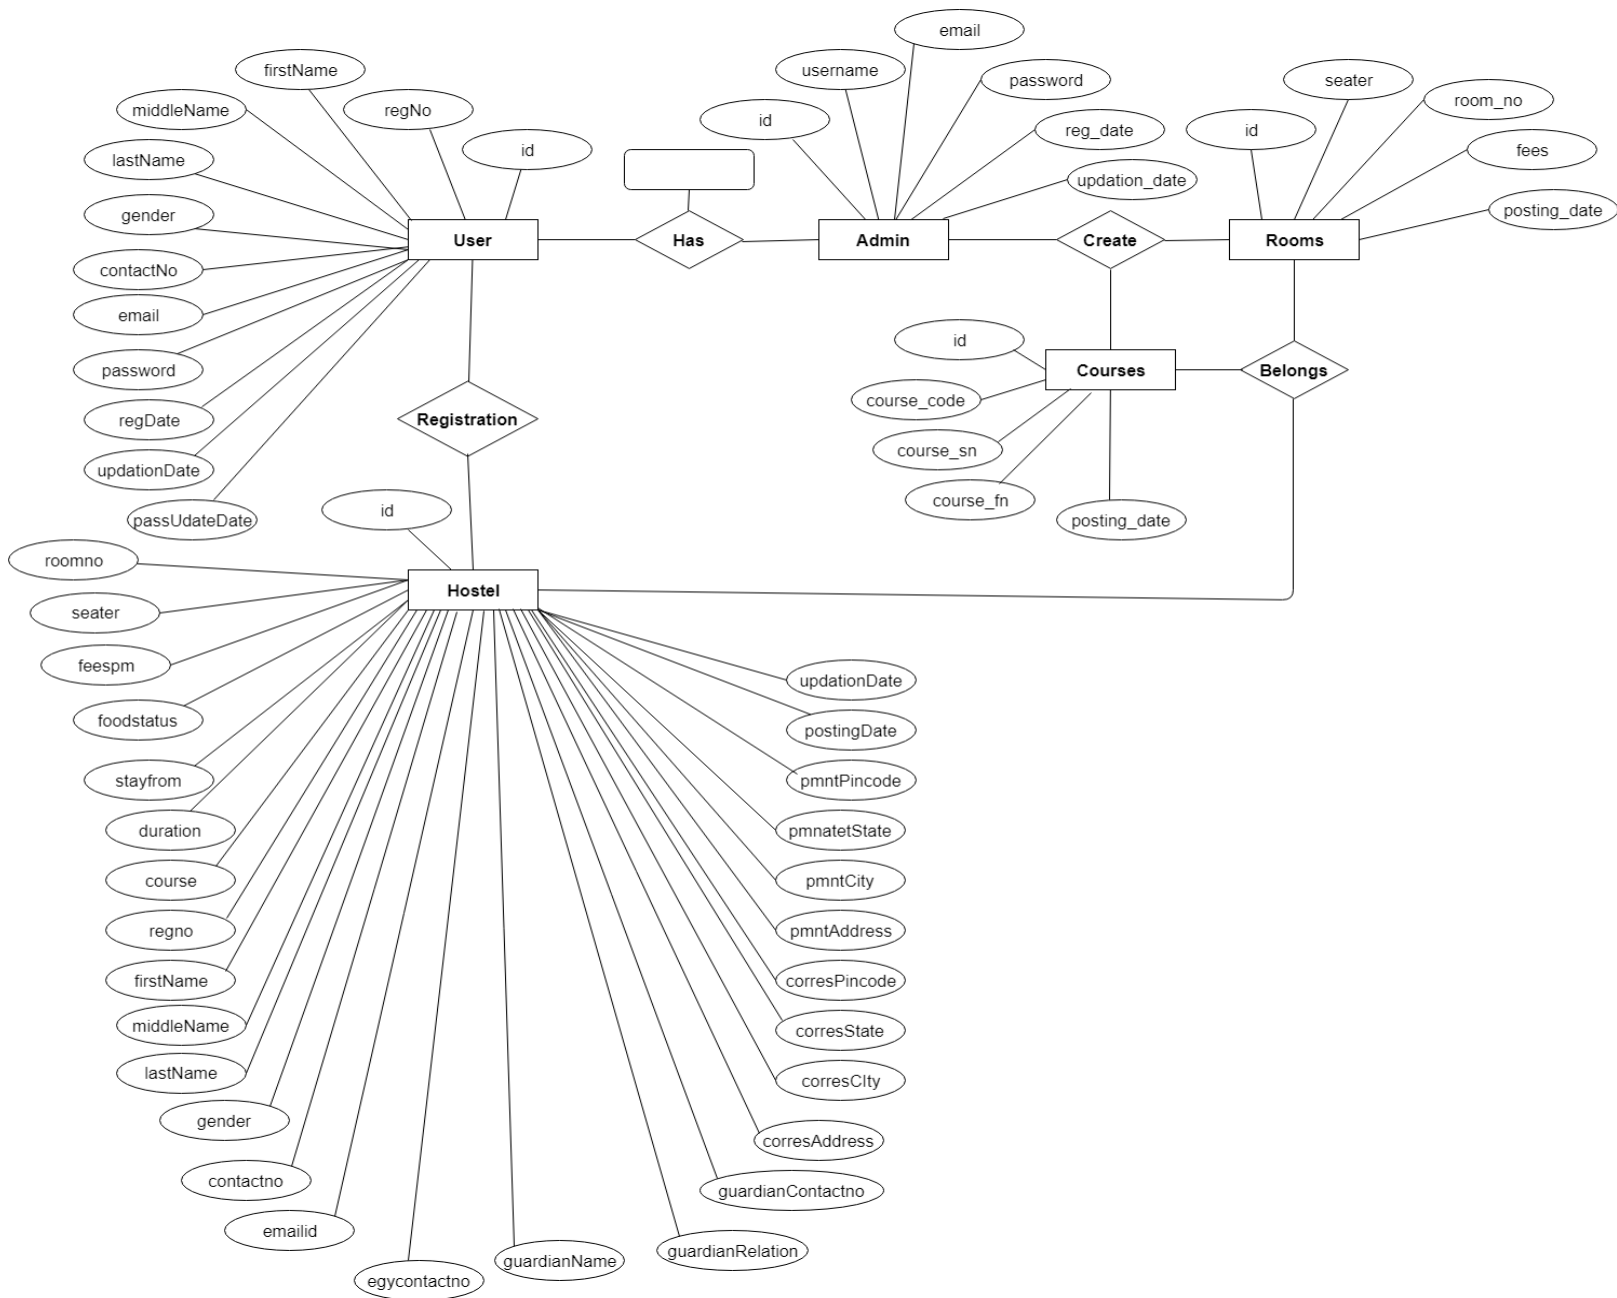 email
firstName
username
seater
password
middleName
regNo
room_no
id
reg_date
id
lastName
id
fees
updation_date
gender
posting_date
User
Has
Admin
Create
Rooms
contactNo
email
id
password
Courses
Belongs
course_code
regDate
Registration
course_sn
updationDate
course_fn
id
passUdateDate
posting_date
roomno
Hostel
seater
feespm
updationDate
foodstatus
postingDate
stayfrom
pmntPincode
duration
pmnatetState
course
pmntCity
regno
pmntAddress
firstName
corresPincode
middleName
corresState
lastName
corresCIty
gender
corresAddress
contactno
guardianContactno
emailid
guardianRelation
guardianName
egycontactno